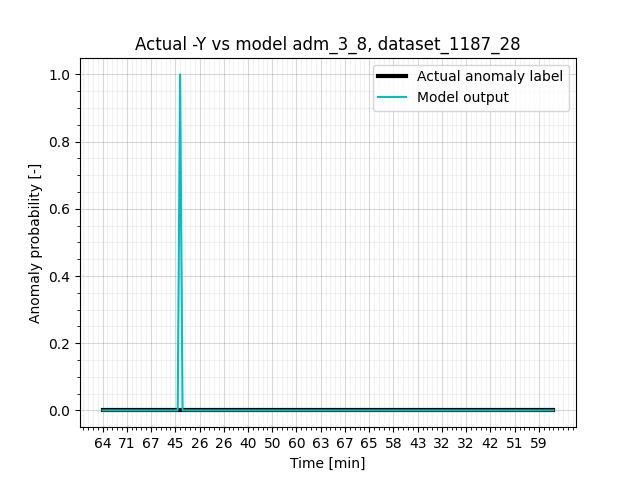 Actual -Y vs model adm_3_8, dataset_1187_28
Actual anomaly label
Model output
Anomaly probability [-]
1.0
0.8
0.6
0.4
0.2
0.0
64 71 67 45 26 26 40 50 60 63 67 65 58 43 32 32 42 51 59
Time [min]